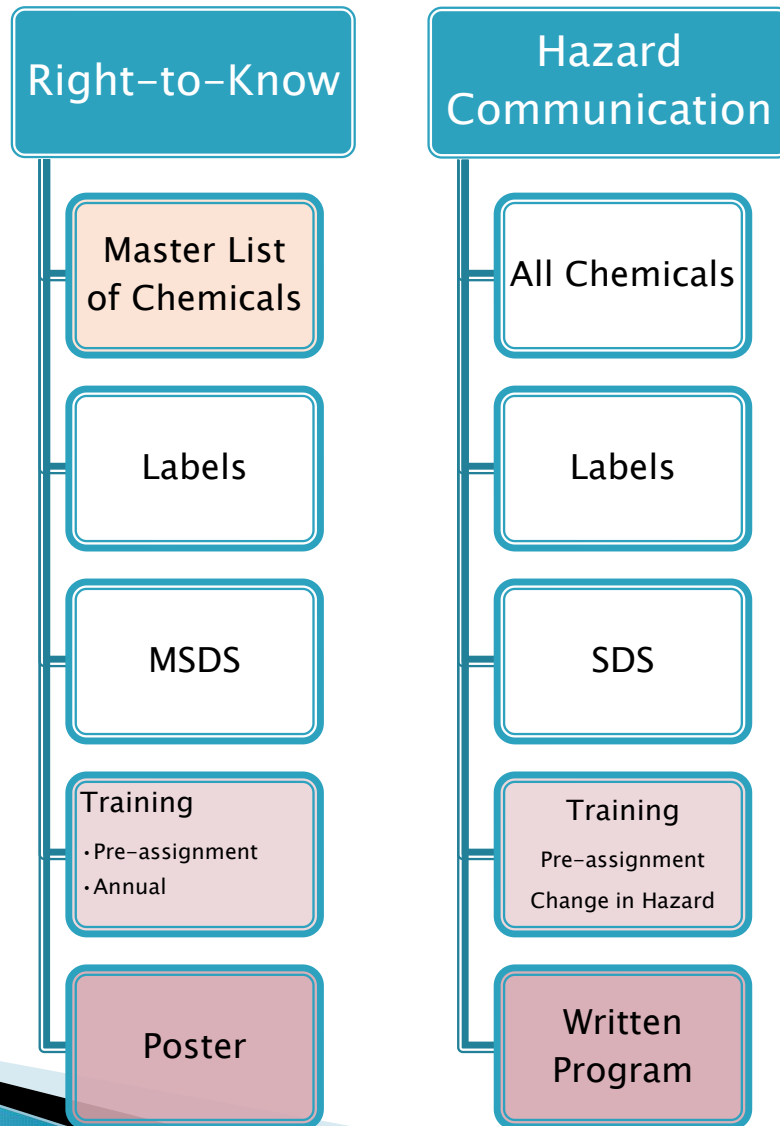 Right-to-Know
Master List
of Chemicals
Labels
MSDS
Training
•Pre-assignment
•Annual
Poster
Hazard
Communication
All Chemicals
Labels
SDS
Training
Pre-assignment
Change in Hazard
Written
Program